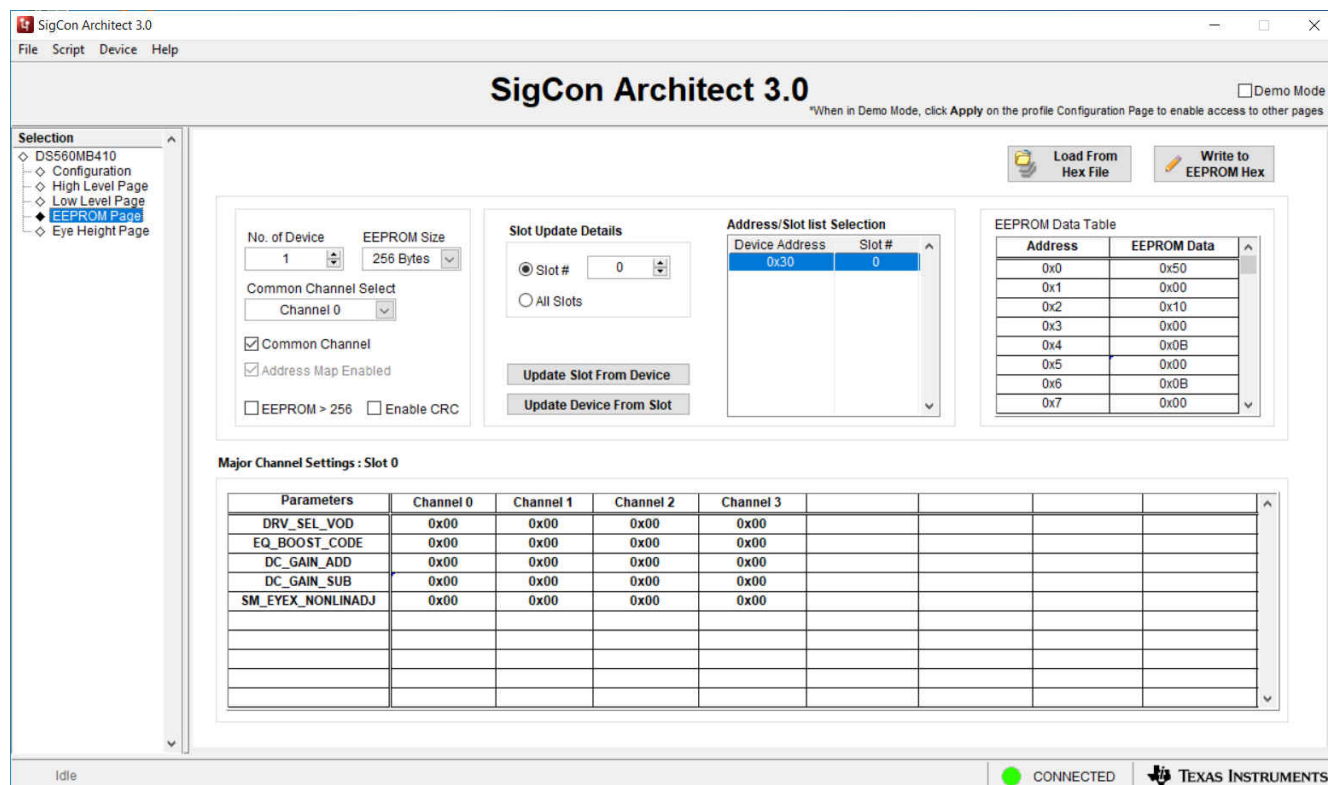 SigCon Architect 3.0
File Script Device Help
SigCon Architect 3.0
Demo Mode
*When in Demo Mode, click Apply on the profile Configuration Page to enable access to other pages
Selection
DS560MB410
Configuration
High Level Page
Low Level Page
EEPROM Page
Eye Height Page
Load From
Hex File
Write to
EEPROM Hex
No. of Device EEPROM Size
1 256 Bytes
Common Channel Select
Channel 0
Common Channel
Address Map Enabled
EEPROM > 256 Enable CRC
Slot Update Details
Slot # 0
All Slots
Update Slot From Device
Update Device From Slot
Address/Slot list Selection
Device Address Slot #
0x30 0
EEPROM Data Table
Address EEPROM Data
0x0 0x50
0x1 0x00
0x2 0x10
0x3 0x00
0x4 0x0B
0x5 0x00
0x6 0x0B
0x7 0x00
Major Channel Settings : Slot 0
Parameters Channel 0 Channel 1 Channel 2 Channel 3
DRV_SEL_VOD 0x00 0x00 0x00 0x00
EQ_BOOST_CODE 0x00 0x00 0x00 0x00
DC_GAIN_ADD 0x00 0x00 0x00 0x00
DC_GAIN_SUB 0x00 0x00 0x00 0x00
SM_EYEX_NONLINADJ 0x00 0x00 0x00 0x00
Idle
CONNECTED
TEXAS INSTRUMENTS